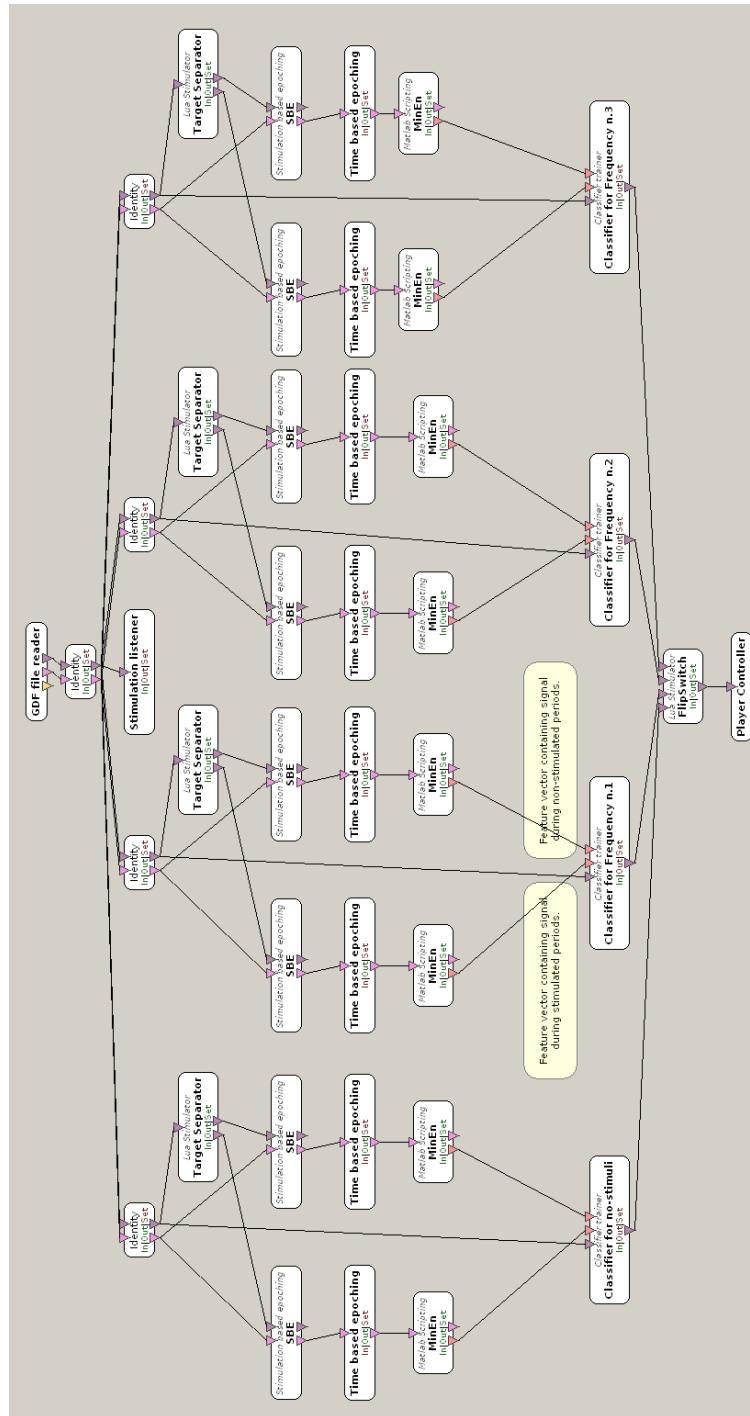 GDF file reader
In|Out|Set
Identity
In|Out|Set
Identity
In|Out|Set
Identity
In|Out|Set
Stimulation listener
In|Out|Set
Identity
In|Out|Set
Identity
In|Out|Set
Lua Stimulator
Target Separator
In|Out|Set
Lua Stimulator
Target Separator
In|Out|Set
Lua Stimulator
Target Separator
In|Out|Set
Lua Stimulator
Target Separator
In|Out|Set
Stimulation based epoching
SBE
Stimulation based epoching
SBE
Stimulation based epoching
SBE
Stimulation based epoching
SBE
Stimulation based epoching
SBE
Stimulation based epoching
SBE
Stimulation based epoching
SBE
Stimulation based epoching
SBE
Time based epoching
In|Out|Set
Time based epoching
In|Out|Set
Time based epoching
In|Out|Set
Time based epoching
In|Out|Set
Time based epoching
In|Out|Set
Time based epoching
In|Out|Set
Time based epoching
In|Out|Set
Time based epoching
In|Out|Set
Matlab Scripting
MinEn
In|Out|Set
Matlab Scripting
MinEn
In|Out|Set
Matlab Scripting
MinEn
In|Out|Set
Matlab Scripting
MinEn
In|Out|Set
Matlab Scripting
MinEn
In|Out|Set
Matlab Scripting
MinEn
In|Out|Set
Matlab Scripting
MinEn
In|Out|Set
Matlab Scripting
MinEn
In|Out|Set
Feature vector containing signal
during stimulated periods.
Feature vector containing signal
during non-stimulated periods.
Classifier trainer
Classifier for no-stimuli
In|Out|Set
Classifier trainer
Classifier for Frequency n.1
In|Out|Set
Classifier trainer
Classifier for Frequency n.2
In|Out|Set
Classifier trainer
Classifier for Frequency n.3
In|Out|Set
Lua Stimulator
FlipSwitch
In|Out|Set
Player Controller